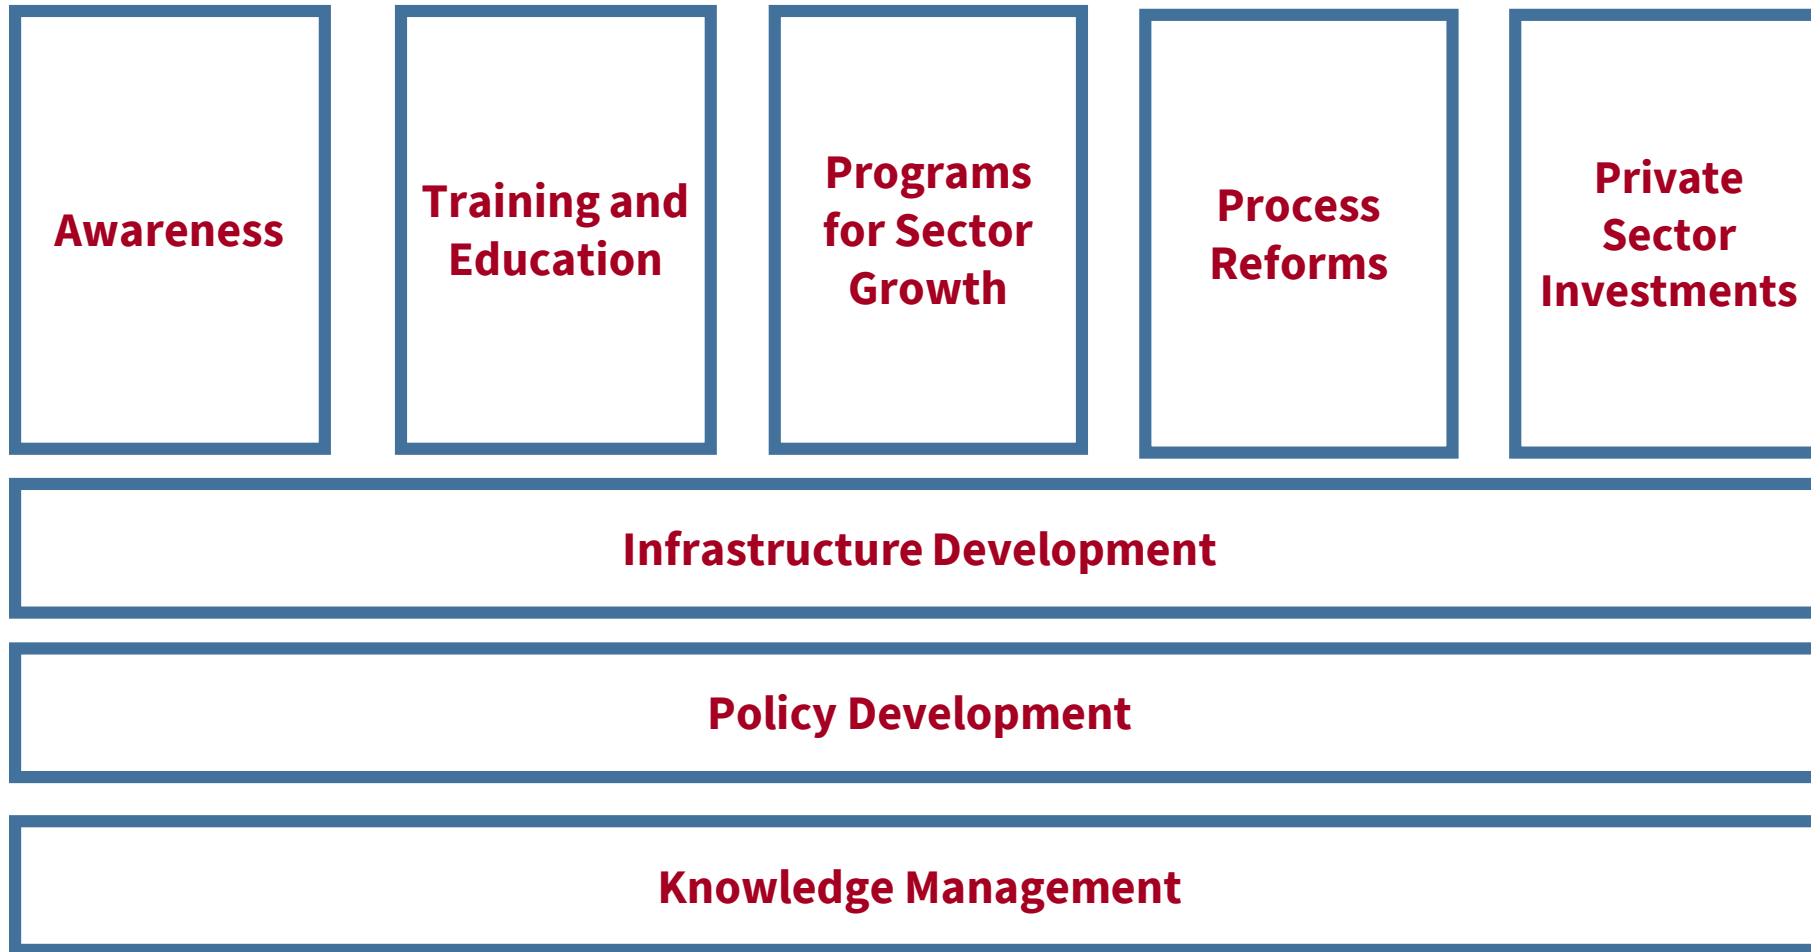 Awareness
Training and
Education
Programs
for Sector
Growth
Process
Reforms
Private
Sector
Investments
Infrastructure Development
Policy Development
Knowledge Management